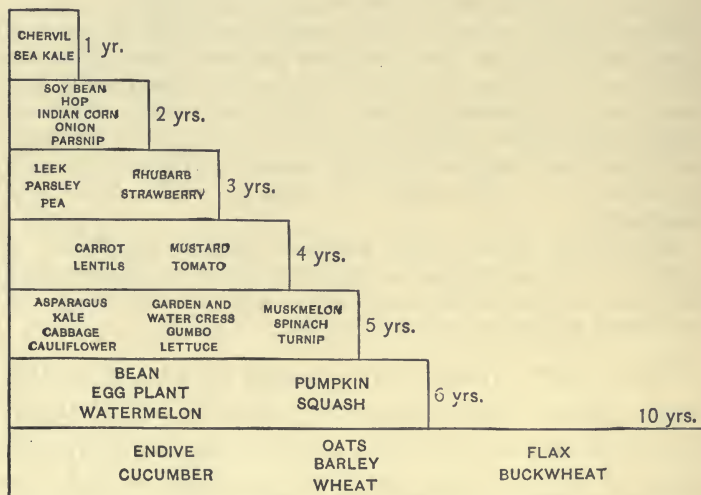 CHERVIL
SEA KALE
1 yr.
SOY BEAN
HOP
INDIAN CORN
ONION
PARSNIP
2 yrs.
LEEK
PARSLEY
PEA
RHUBARB
STRAWBERRY
3 yrs.
CARROT
LENTILS
MUSTARD
TOMATO
4 yrs.
ASPARAGUS
KALE
CABBAGE
CAULIFLOWER
GARDEN AND
WATER CRESS
GUMBO
LETTUCE
MUSKMELON
SPINACH
TURNIP
5 yrs.
BEAN
EGG PLANT
WATERMELON
PUMPKIN
SQUASH
6 yrs.
10 yrs.
ENDIVE
CUCUMBER
OATS
BARLEY
WHEAT
FLAX
BUCKWHEAT